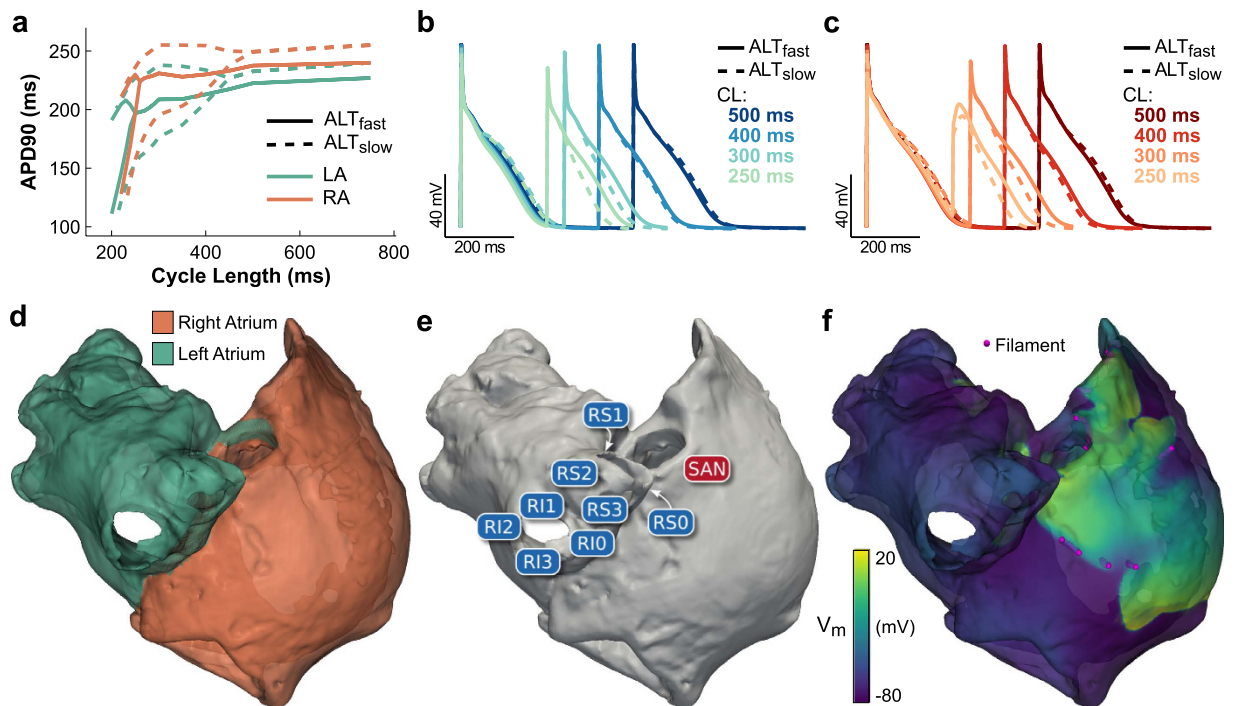 a
APD90 (ms)
250
200
150
100
200
400
600
800
Cycle Length (ms)
ALTfast
ALTslow
LA
RA
b
ALTfast
ALTslow
CL:
500 ms
400 ms
300 ms
250 ms
40 mV
200 ms
c
ALTfast
ALTslow
CL:
500 ms
400 ms
300 ms
250 ms
40 mV
200 ms
d
Right Atrium
Left Atrium
e
RS1
RS2
SAN
RI1
RS3
RI2
RS0
RI0
RI3
f
Filament
20
Vm
(mV)
-80